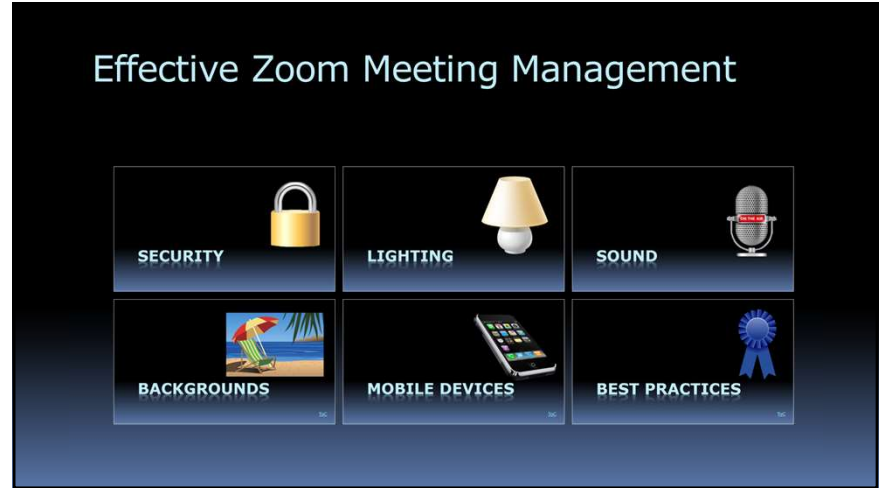 Effective Zoom Meeting Management
SECURITY
LIGHTING
SOUND
BACKGROUNDS
MOBILE DEVICES
BEST PRACTICES